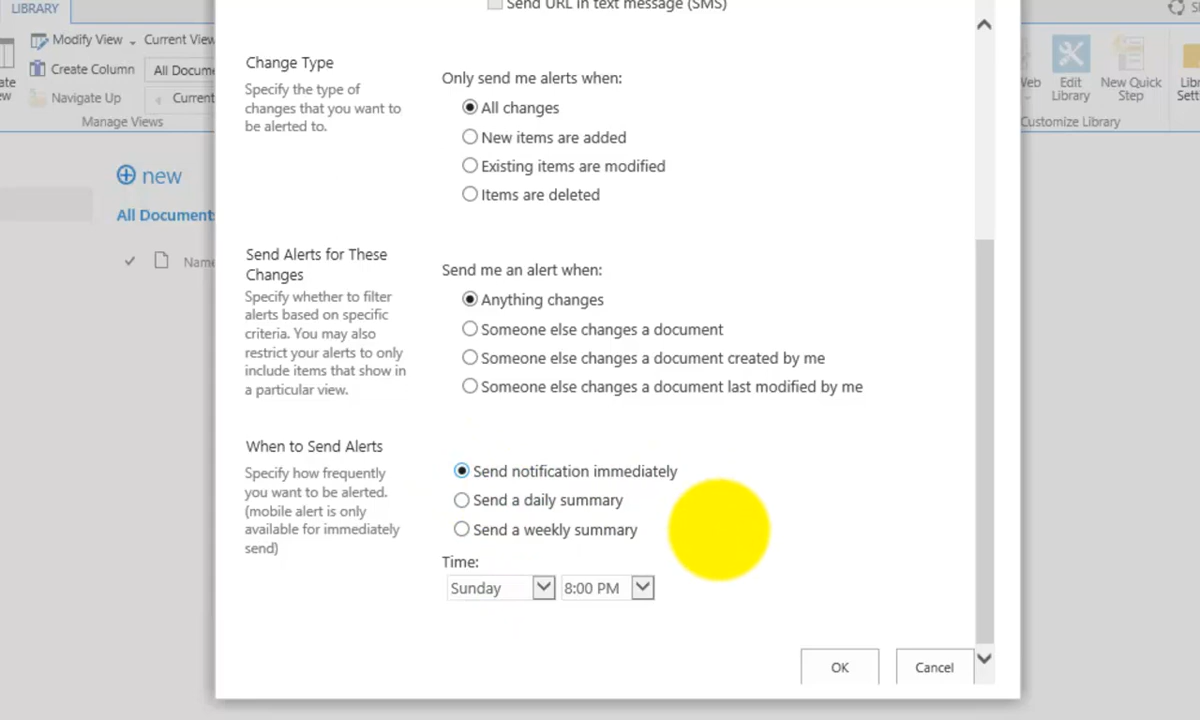 LIBRARY
Send URL in text message (SMS)
Modify View
Current View
Create Column
All Docume
Navigate Up
Current
Manage Views
Edit
Library
New Quick
Step
Customize Library
new
All Documents
Name
Change Type
Specify the type of
changes that you want to
be alerted to.
Only send me alerts when:
All changes
New items are added
Existing items are modified
Items are deleted
Send Alerts for These
Changes
Specify whether to filter
alerts based on specific
criteria. You may also
restrict your alerts to only
include items that show in
a particular view.
Send me an alert when:
Anything changes
Someone else changes a document
Someone else changes a document created by me
Someone else changes a document last modified by me
When to Send Alerts
Specify how frequently
you want to be alerted.
(mobile alert is only
available for immediately
send)
Send notification immediately
Send a daily summary
Send a weekly summary
Time:
Sunday
8:00 PM
OK
Cancel